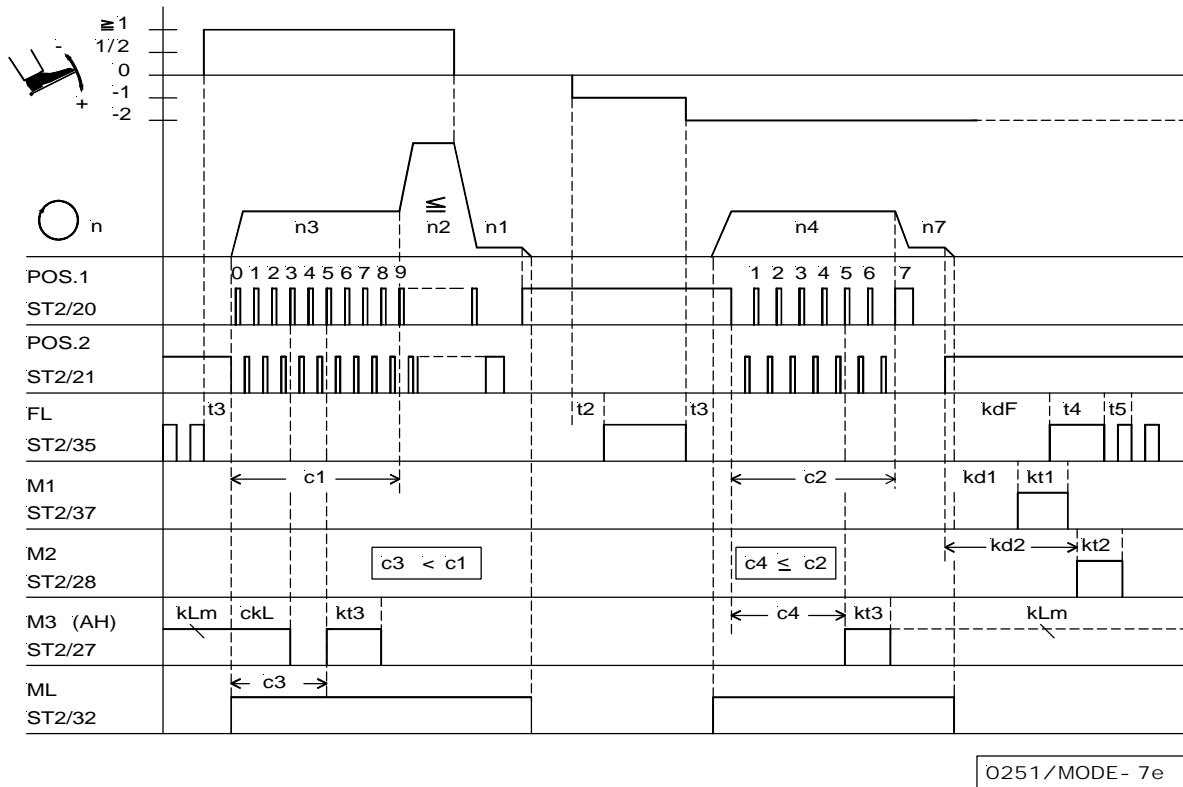 ≧ 1
1/2
0
-1
-2
-
+
n
n3
≦
n2
n1
n4
n7
POS.1
ST2/20
0 1 2 3 4 5 6 7 8 9
1 2 3 4 5 6 7
POS.2
ST2/21
FL
ST2/35
t3
t2
t3
kdF
t4
t5
M1
ST2/37
c1
c2
kd1
kt1
M2
ST2/28
c3 < c1
c4 ≤ c2
kd2
kt2
M3 (AH)
ST2/27
kLm
ckL
kt3
c4
kt3
kLm
ML
ST2/32
c3
0251/MODE- 7e